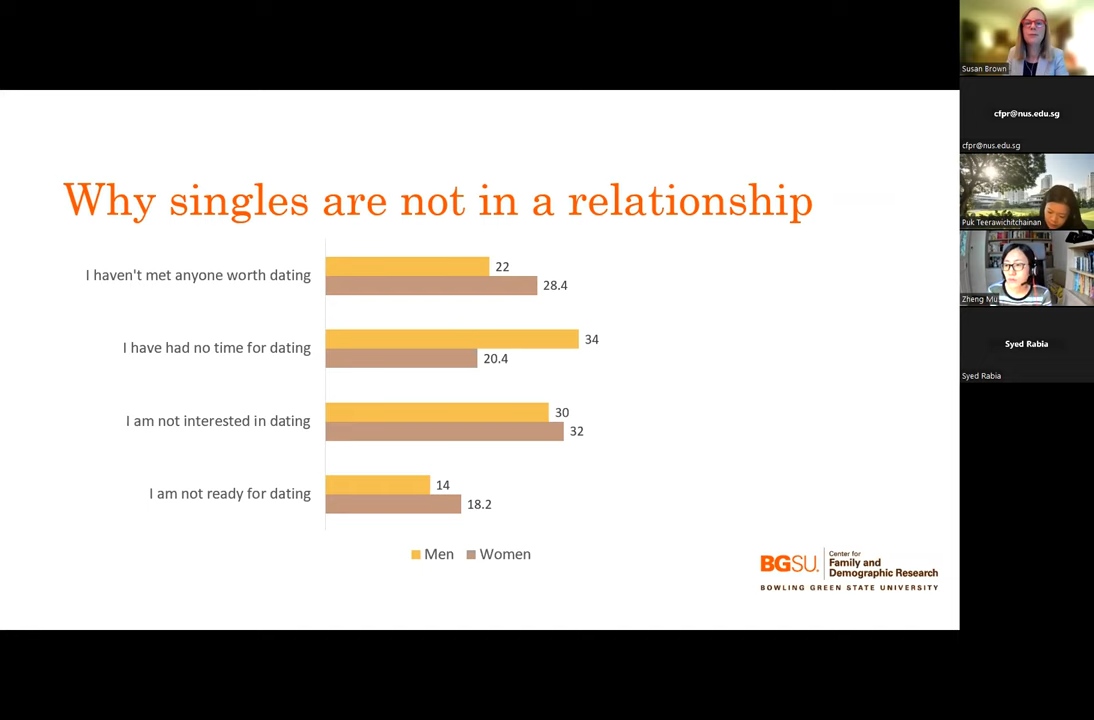 Why singles are not in a relationship
I haven't met anyone worth dating
22
28.4
I have had no time for dating
34
20.4
I am not interested in dating
30
32
I am not ready for dating
14
18.2
Men Women
BGSU.
Center for
Family and
Demographic Research
BOWLING GREEN STATE UNIVERSITY
Susan Brown
cfpr@nus.edu.sg
cfpr@nus.edu.sg
Puk Teerawichitchainan
Zheng Mu
Syed Rabia
Syed Rabia